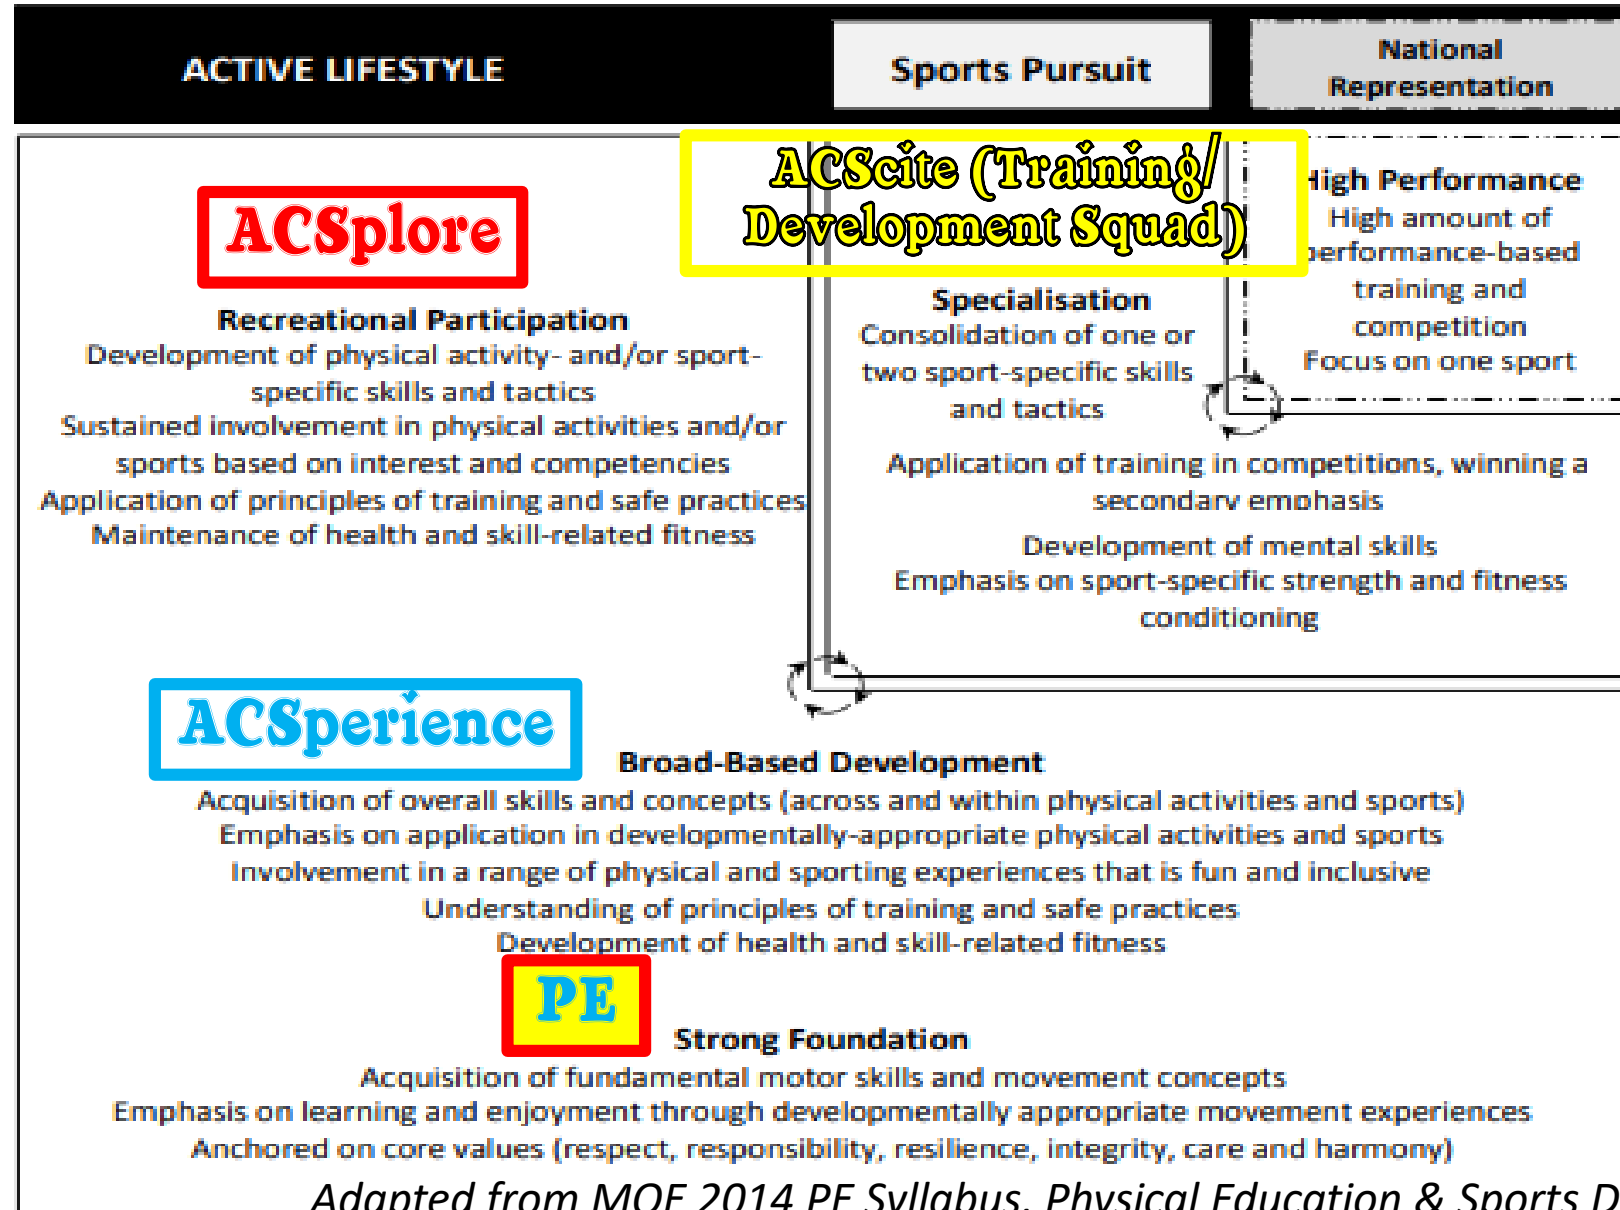 ACTIVE LIFESTYLE
Sports Pursuit
National
Representation
ACSplore
Recreational Participation
Development of physical activity- and/or sport-
specific skills and tactics
Sustained involvement in physical activities and/or
sports based on interest and competencies
Application of principles of training and safe practices
Maintenance of health and skill-related fitness
ACScite (Training/
Development Squad)
Specialisation
Consolidation of one or
two sport-specific skills
and tactics
High Performance
High amount of
performance-based
training and
competition
Focus on one sport
Application of training in competitions, winning a
secondary emphasis
Development of mental skills
Emphasis on sport-specific strength and fitness
conditioning
ACSperience
Broad-Based Development
Acquisition of overall skills and concepts (across and within physical activities and sports)
Emphasis on application in developmentally-appropriate physical activities and sports
Involvement in a range of physical and sporting experiences that is fun and inclusive
Understanding of principles of training and safe practices
Development of health and skill-related fitness
PE
Strong Foundation
Acquisition of fundamental motor skills and movement concepts
Emphasis on learning and enjoyment through developmentally appropriate movement experiences
Anchored on core values (respect, responsibility, resilience, integrity, care and harmony)
Adapted from MOE 2014 PE Syllabus, Physical Education & Sports D